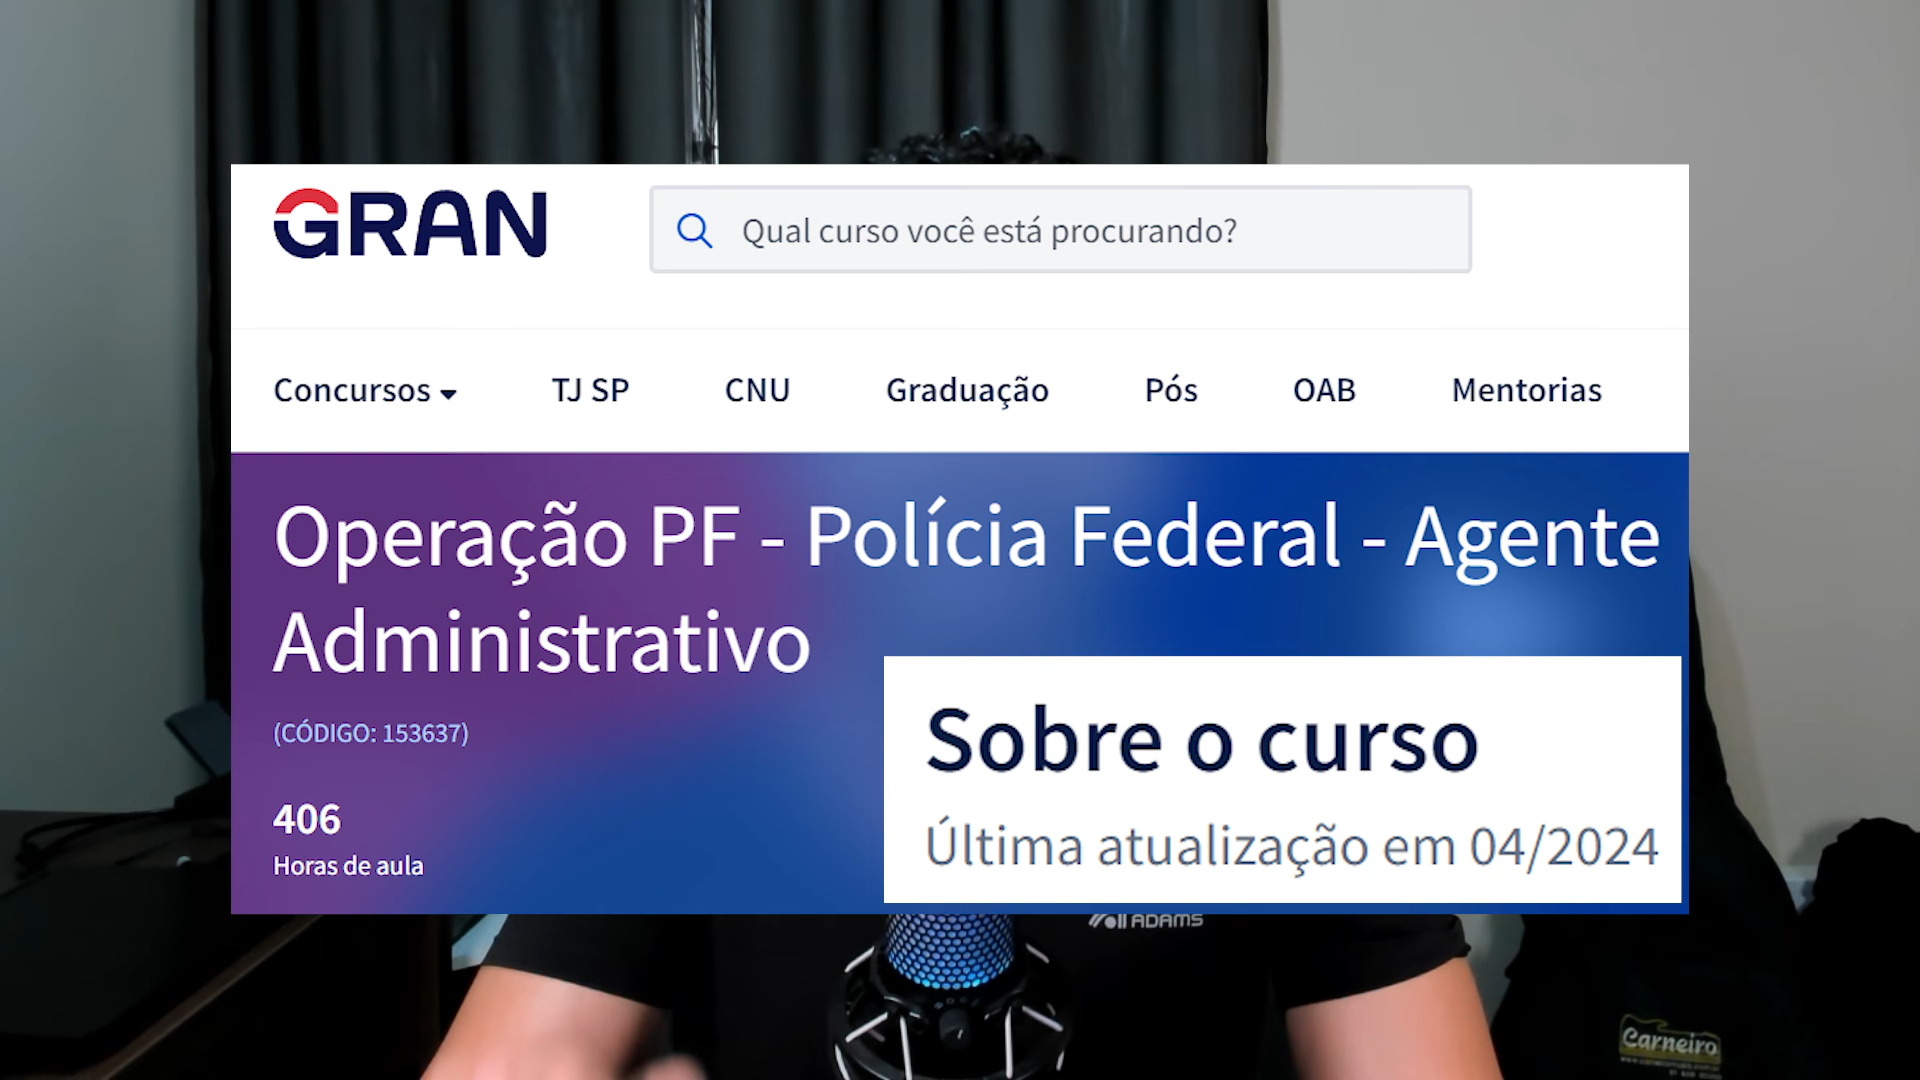 GRAN
Qual curso você está procurando?
Concursos TJ SP CNU Graduação Pós OAB Mentorias
Operação PF - Polícia Federal - Agente
Administrativo
(CÓDIGO: 153637)
406
Horas de aula
Sobre o curso
Última atualização em 04/2024
ADAMS
Carneiro